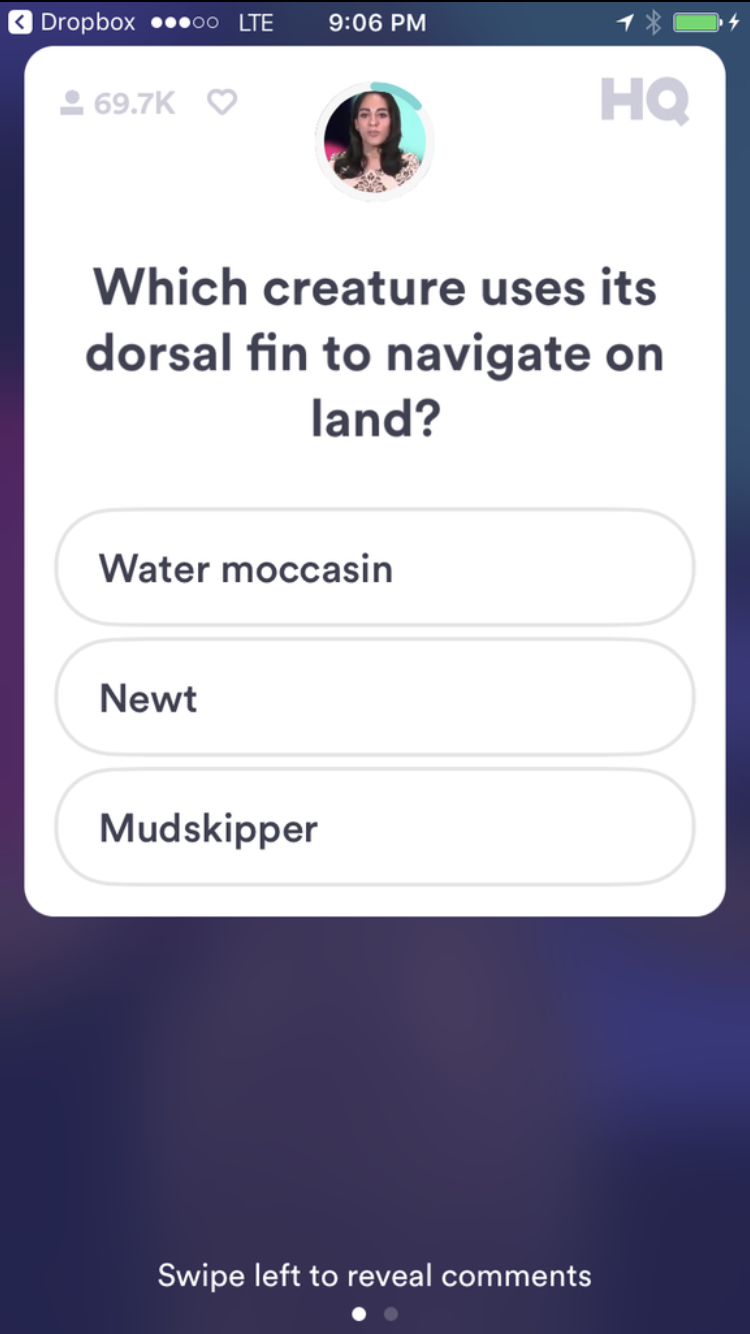 Dropbox LTE 9:06 PM
69.7K HQ
Which creature uses its
dorsal fin to navigate on
land?
Water moccasin
Newt
Mudskipper
Swipe left to reveal comments